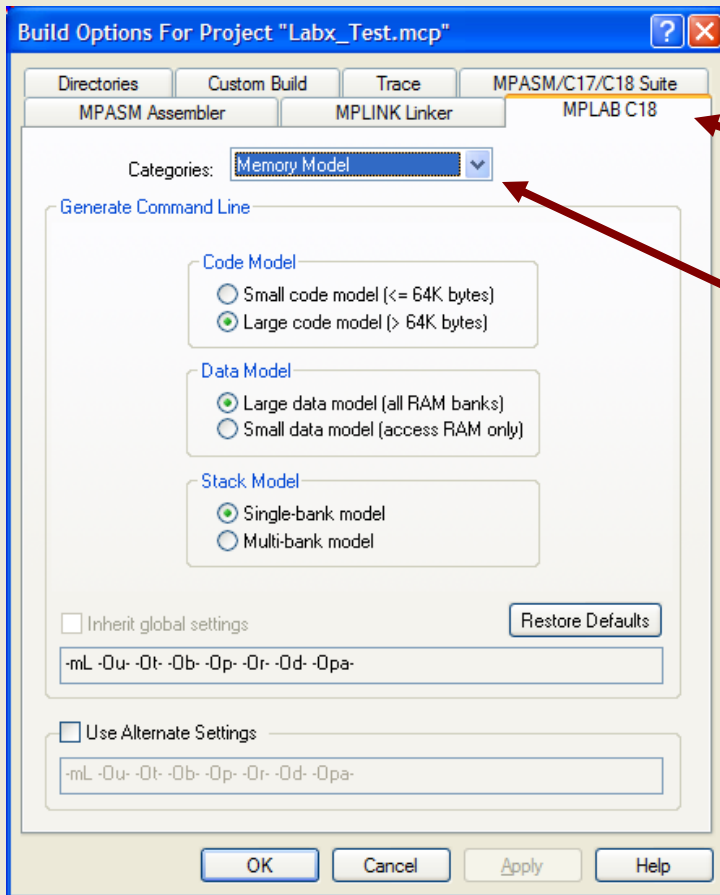 Build Options For Project "Labx_Test.mcp"
Directories Custom Build Trace MPASM/C17/C18 Suite
MPASM Assembler MPLINK Linker MPLAB C18
Categories: Memory Model
Generate Command Line
Code Model
Small code model (<= 64K bytes)
Large code model (> 64K bytes)
Data Model
Large data model (all RAM banks)
Small data model (access RAM only)
Stack Model
Single-bank model
Multi-bank model
Inherit global settings Restore Defaults
-mL -Ou- -Ot- -Ob- -Op- -Or- -Od- -Opa-
Use Alternate Settings
-mL -Ou- -Ot- -Ob- -Op- -Or- -Od- -Opa-
OK Cancel Apply Help